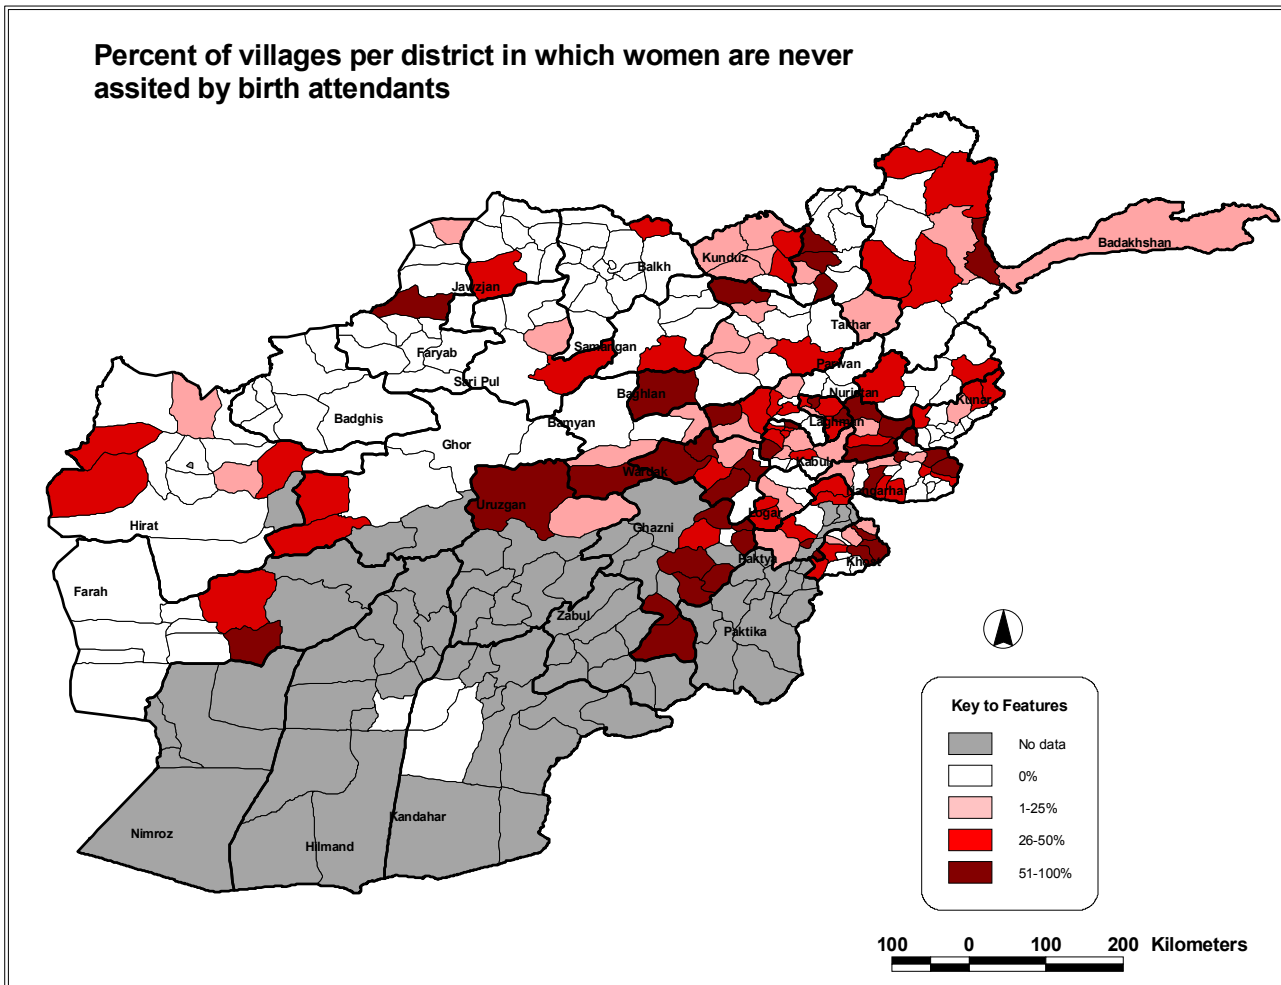 Percent of villages per district in which women are never
assited by birth attendants
Badakhshan
Kunduz
Balkh
Jawzjan
Takhar
Samangan
Faryab
Parwan
Sari Pul
Baghlan
Nuristan
Kunar
Badghis
Bamyan
Laghman
Ghor
Kabul
Wardak
Nangarhar
Uruzgan
Logar
Hirat
Ghazni
Paktya
Khost
Farah
Zabul
Paktika
Nimroz
Hilmand
Kandahar
Key to Features
No data
0%
1-25%
26-50%
51-100%
100 0 100 200 Kilometers